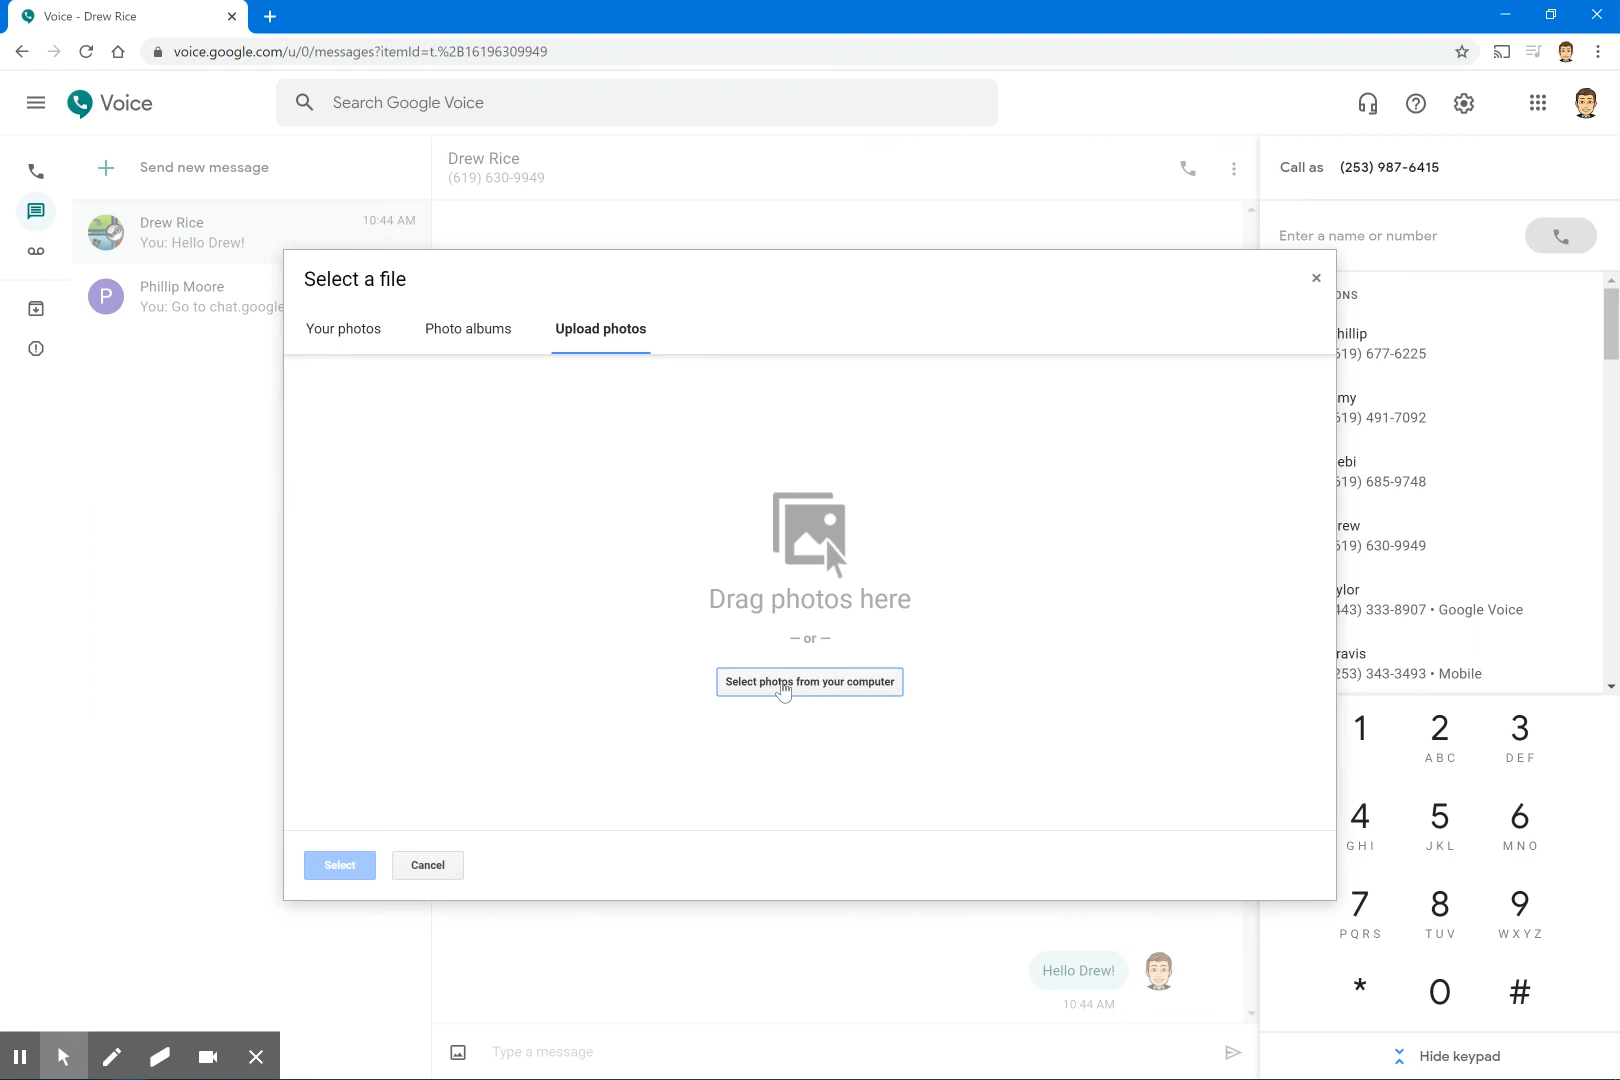 Voice - Drew Rice
voice.google.com/u/0/messages?itemId=t.%2B16196309949
Voice
Search Google Voice
Send new message
Drew Rice
10:44 AM
You: Hello Drew!
P
Phillip Moore
You: Go to chat.google
Drew Rice
(619) 630-9949
Call as (253) 987-6415
Enter a name or number
Select a file
Your photos
Photo albums
Upload photos
Drag photos here
— or —
Select photos from your computer
Select
Cancel
ONS
hillip
619) 677-6225
my
619) 491-7092
ebi
619) 685-9748
rew
619) 630-9949
ylor
443) 333-8907 • Google Voice
ravis
253) 343-3493 • Mobile
1
2
3
ABC
DEF
4
5
6
GHI
JKL
MNO
7
8
9
PQRS
TUV
WXYZ
*
0
#
Hide keypad
Hello Drew!
10:44 AM
Type a message